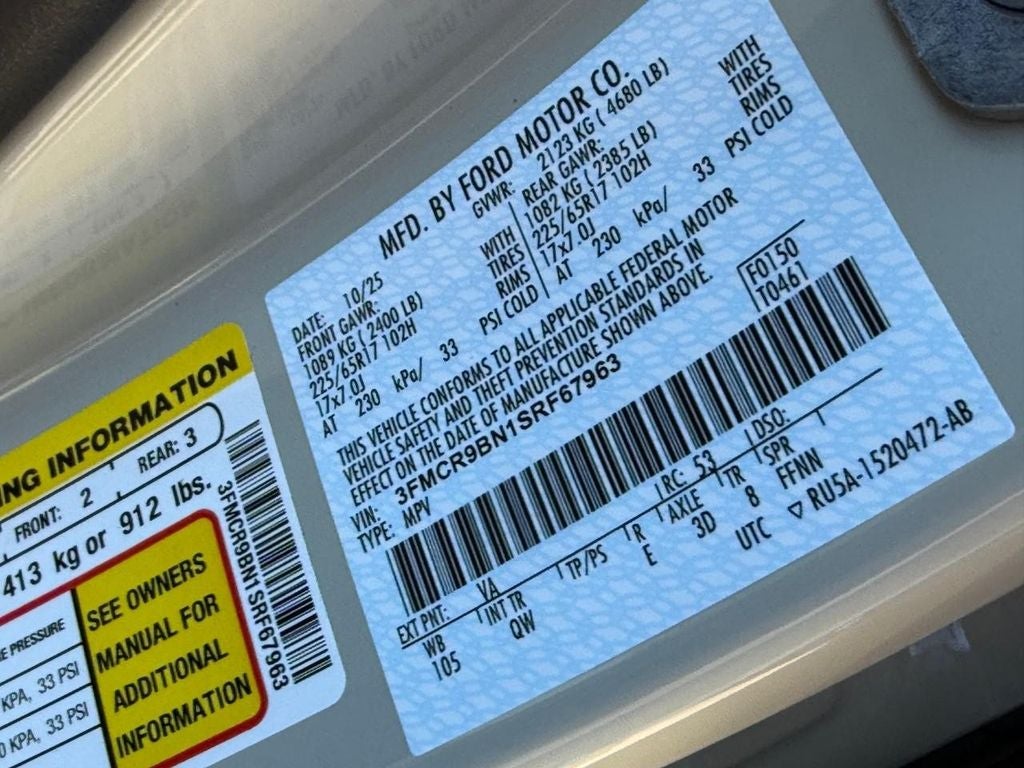 MFD. BY FORD MOTOR CO.
DATE: 10/25
GVWR: 2123 KG ( 4680 LB)
FRONT GAWR:
1089 KG ( 2400 LB) WITH
225/65R17 102H TIRES
17x7.0J RIMS
AT 230 kPa/ 33 PSI COLD
REAR GAWR:
1082 KG ( 2385 LB) WITH
225/65R17 102H TIRES
17x7.0J RIMS
AT 230 kPa/ 33 PSI COLD
THIS VEHICLE CONFORMS TO ALL APPLICABLE FEDERAL MOTOR
VEHICLE SAFETY AND THEFT PREVENTION STANDARDS IN
EFFECT ON THE DATE OF MANUFACTURE SHOWN ABOVE.
VIN: 3FMCR9BN1SRF67963
TYPE: MPV
F0150
T0461
EXT PNT: VA RC: 53 DSO:
WB INT TR TP/PS R AXLE TR SPR
105 QW E 3D 8 FFNN
UTC ▽ RU5A-1520472-AB
NG INFORMATION
FRONT: 2 REAR: 3
413 kg or 912 lbs.
E PRESSURE
KPA, 33 PSI
0 KPA, 33 PSI
SEE OWNERS
MANUAL FOR
ADDITIONAL
INFORMATION
3FMCR9BN1SRF67963